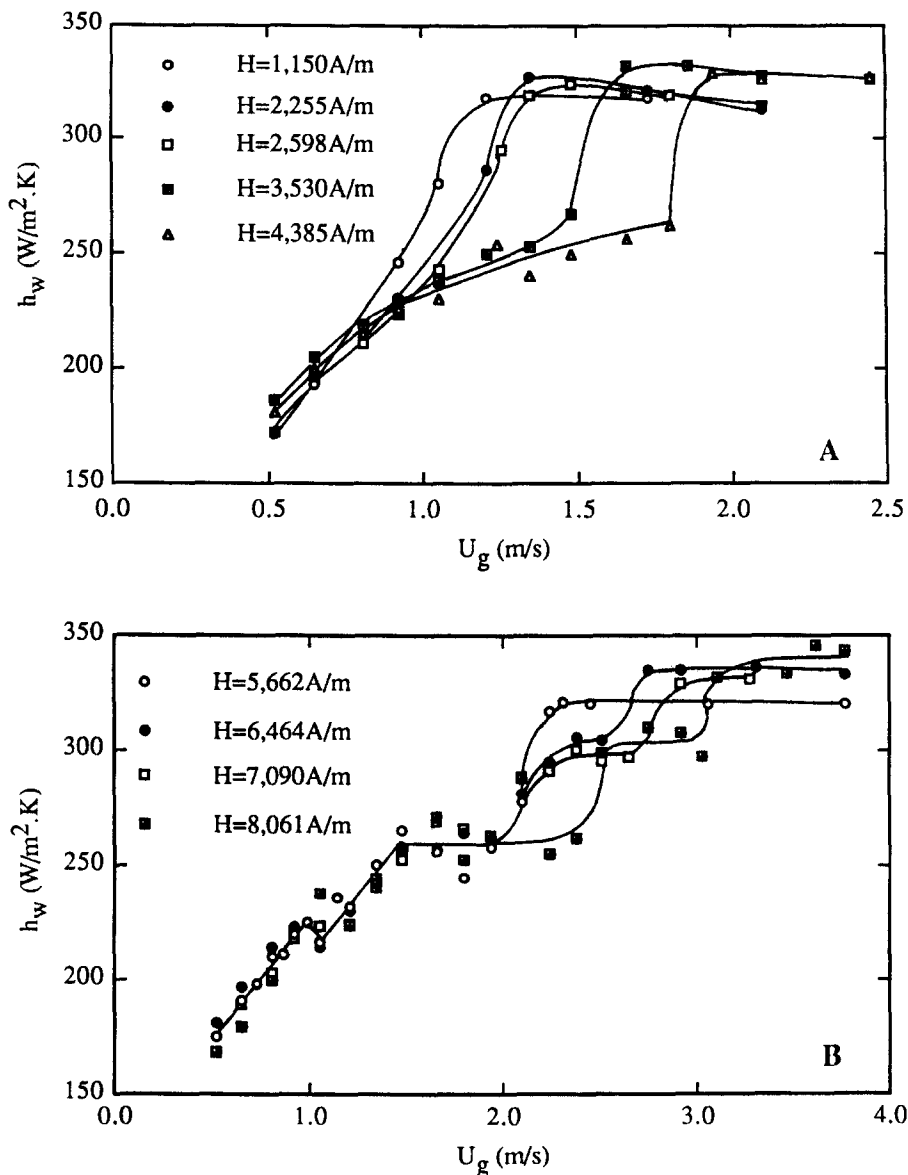 350
300
250
200
150
h_w (W/m².K)
H=1,150A/m
H=2,255A/m
H=2,598A/m
H=3,530A/m
H=4,385A/m
A
0.0 0.5 1.0 1.5 2.0 2.5
U_g (m/s)
350
300
250
200
150
h_w (W/m².K)
H=5,662A/m
H=6,464A/m
H=7,090A/m
H=8,061A/m
B
0.0 1.0 2.0 3.0 4.0
U_g (m/s)